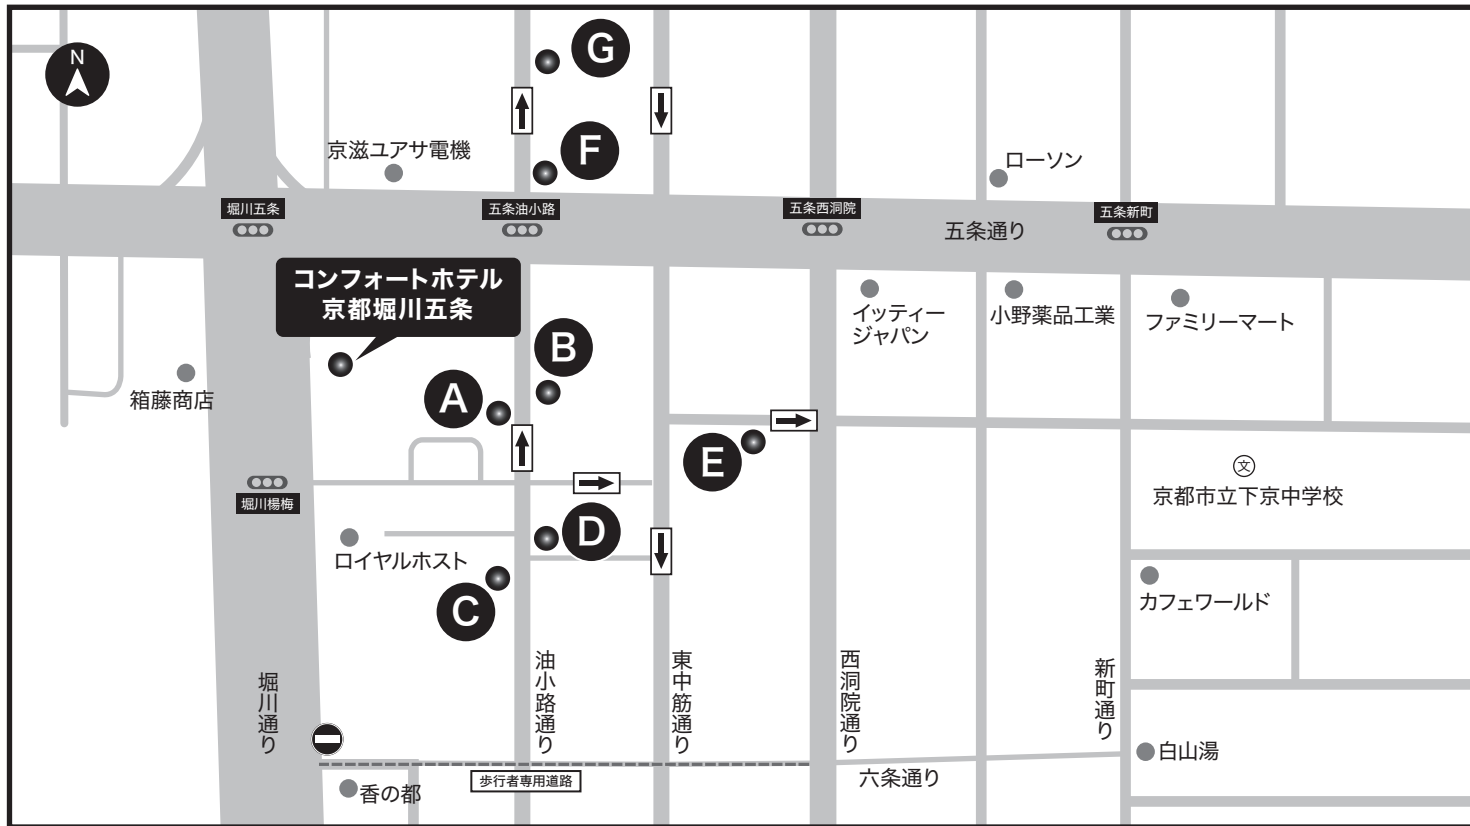 N
G
F
京滋ユアサ電機
ローソン
堀川五条
五条油小路
五条西洞院
五条新町
五条通り
コンフォートホテル
京都堀川五条
イッティー
ジャパン
小野薬品工業
ファミリーマート
箱藤商店
B
A
E
文
京都市立下京中学校
堀川楊梅
ロイヤルホスト
D
C
カフェワールド
堀川通り
油小路通り
東中筋通り
西洞院通り
新町通り
白山湯
六条通り
歩行者専用道路
香の都